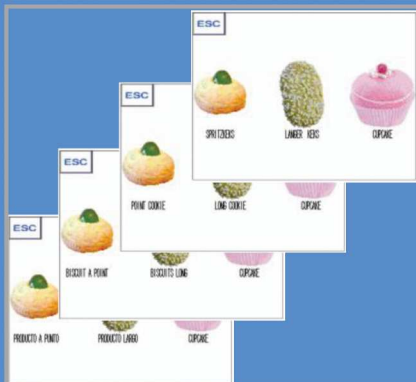 ESC
SPRITZKEKS LANGER KEKS CUPCAKE
ESC
POINT COOKIE LONG COOKIE CUPCAKE
ESC
BISCUIT A POINT BISCUITS LONG CUPCAKE
ESC
PRODUCTO A PUNTO PRODUCTO LARGO CUPCAKE